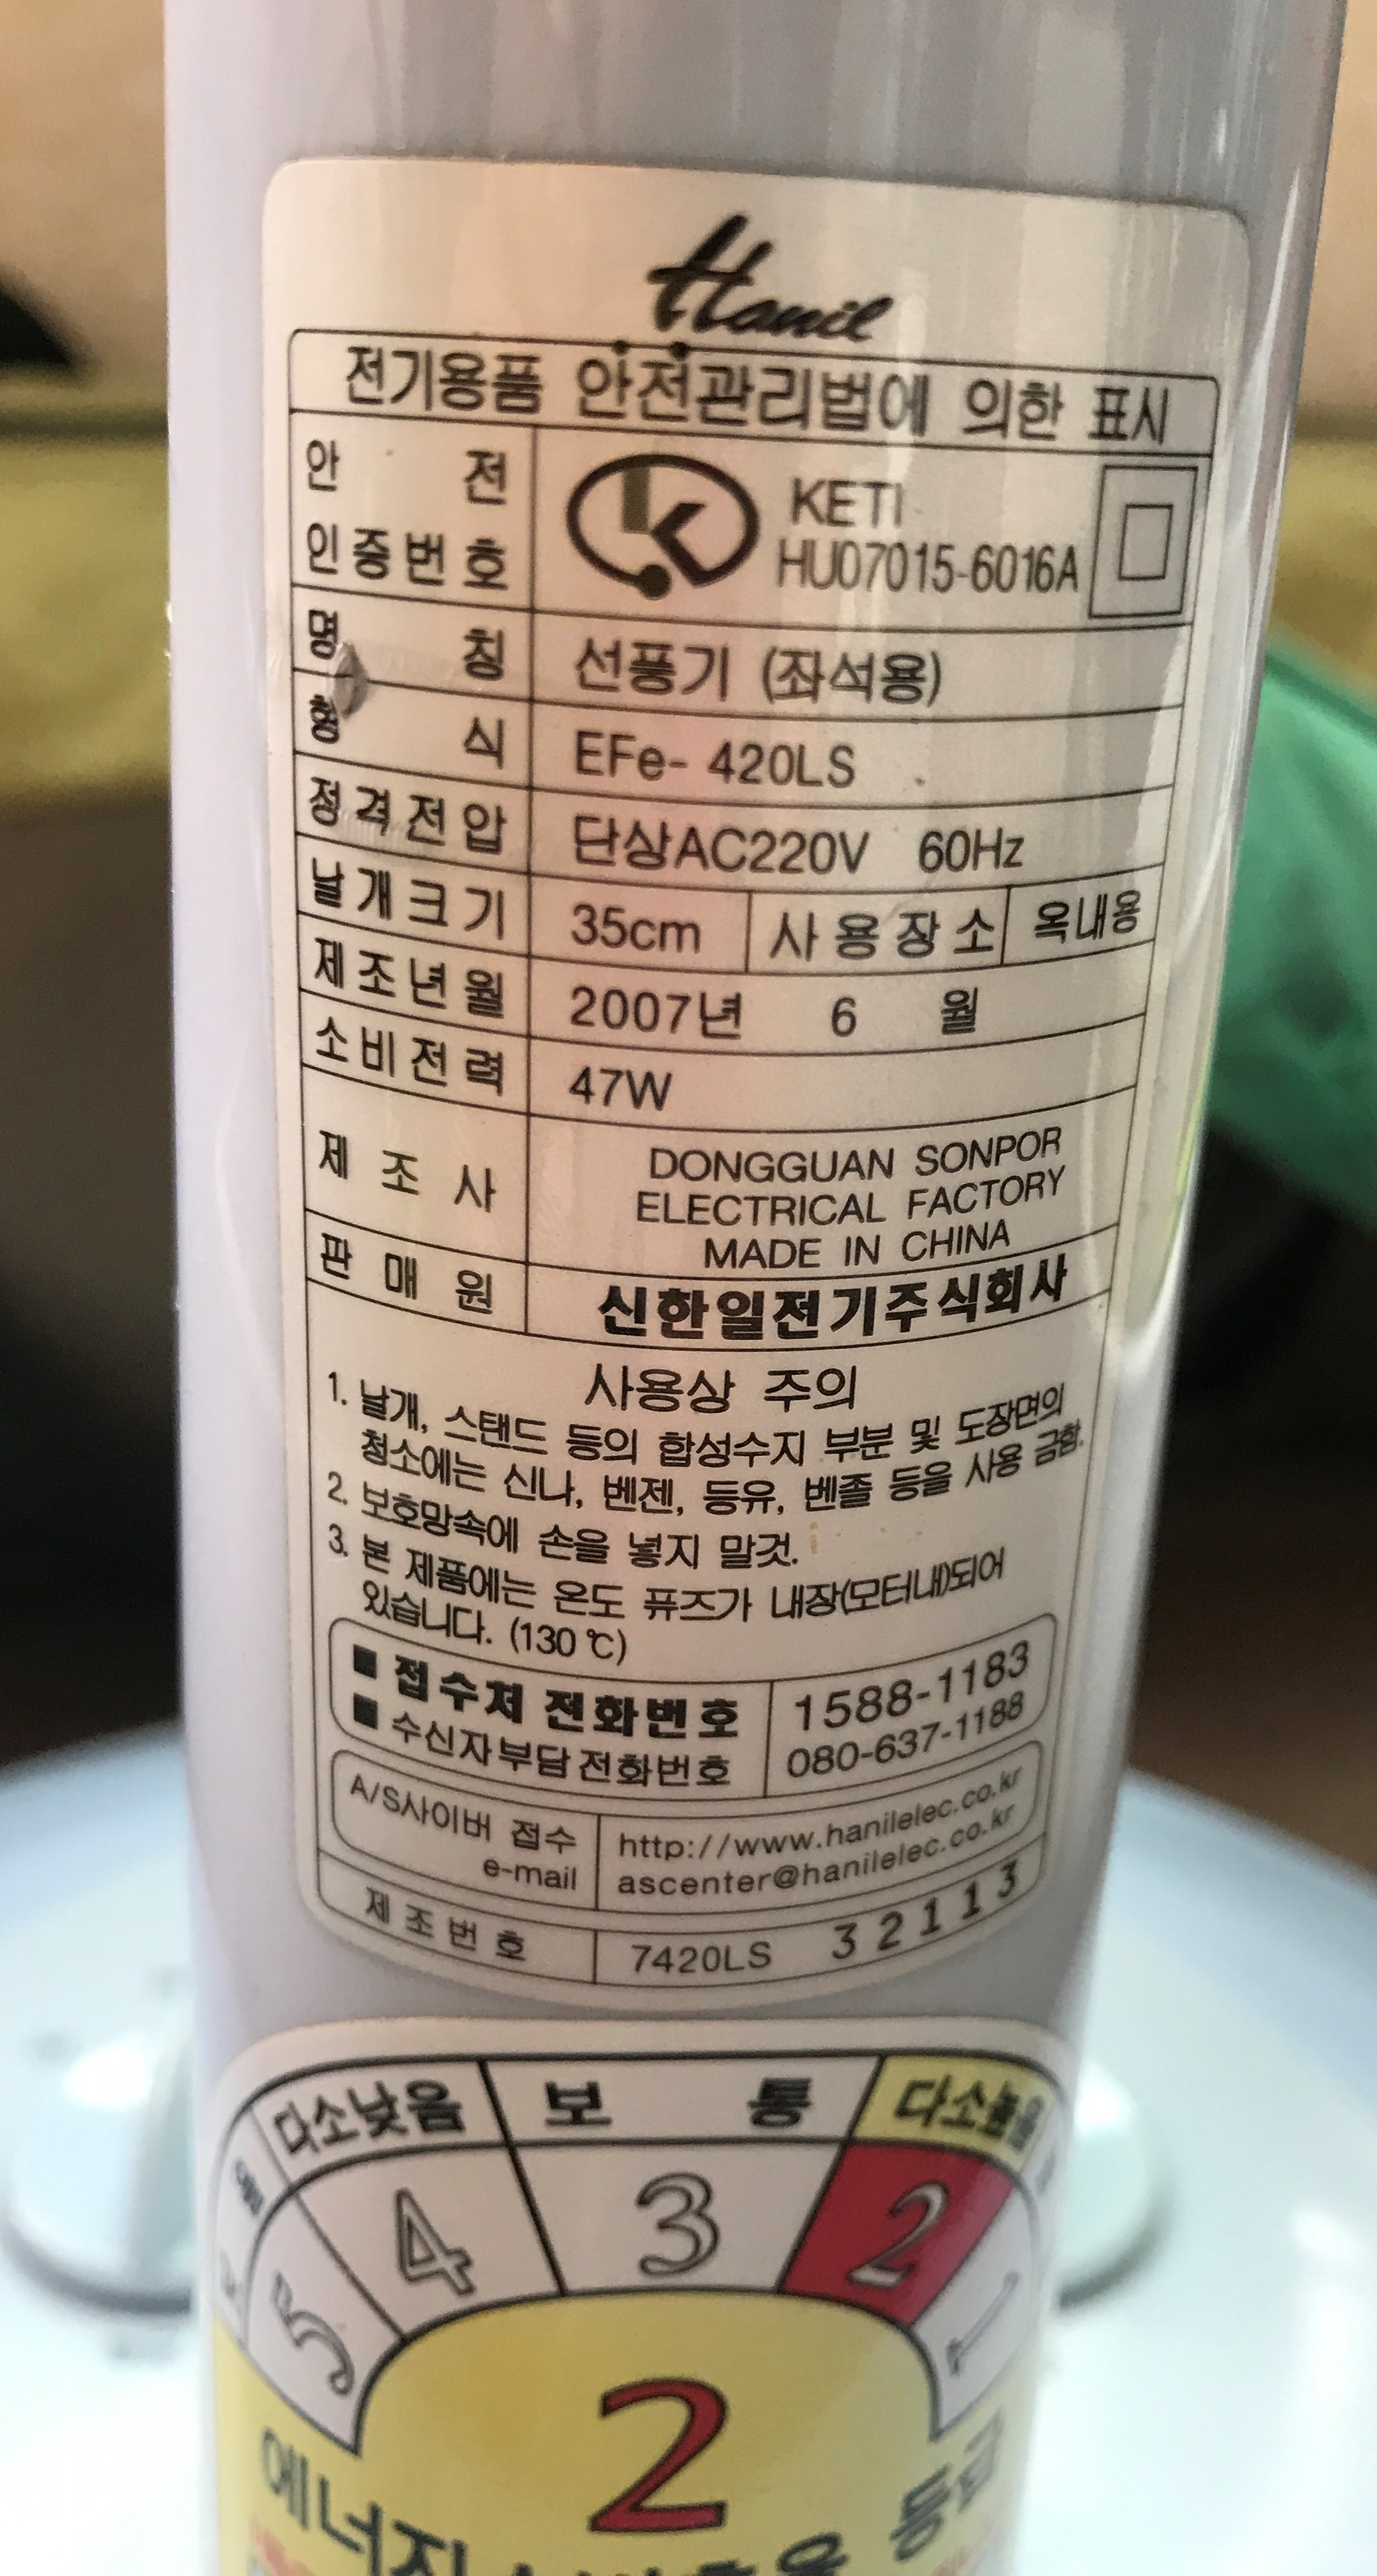 Hanil
전기용품 안전관리법에 의한 표시
안 전
인증번호
KETI
HU07015-6016A
명 칭 선풍기 (좌석용)
형 식 EFe- 420LS
정격전압 단상AC220V 60Hz
날개크기 35cm 사용장소 옥내용
제조년월 2007년 6 월
소비전력 47W
제 조 사 DONGGUAN SONPOR
ELECTRICAL FACTORY
MADE IN CHINA
판 매 원 신한일전기주식회사
사용상 주의
1. 날개, 스탠드 등의 합성수지 부분 및 도장면의
청소에는 신나, 벤젠, 등유, 벤졸 등을 사용 금함.
2. 보호망속에 손을 넣지 말것.
3. 본 제품에는 온도 퓨즈가 내장(모터내)되어
있습니다. (130℃)
■ 접수처 전화번호 1588-1183
■ 수신자부담전화번호 080-637-1188
A/S사이버 접수 http://www.hanilelec.co.kr
e-mail ascenter@hanilelec.co.kr
제조번호 7420LS 32113
다소낮음 보 통 다소높음
5 4 3 2 1
2
에너지 등급